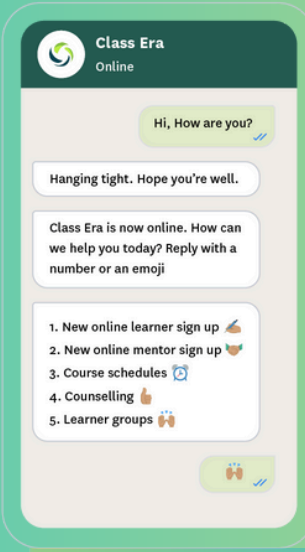 Class Era
Online
Hi, How are you?
Hanging tight. Hope you're well.
Class Era is now online. How can
we help you today? Reply with a
number or an emoji
1. New online learner sign up ✍🏽
2. New online mentor sign up 🤝🏽
3. Course schedules ⏰
4. Counselling 👍🏽
5. Learner groups 🙌🏽
🙌🏽